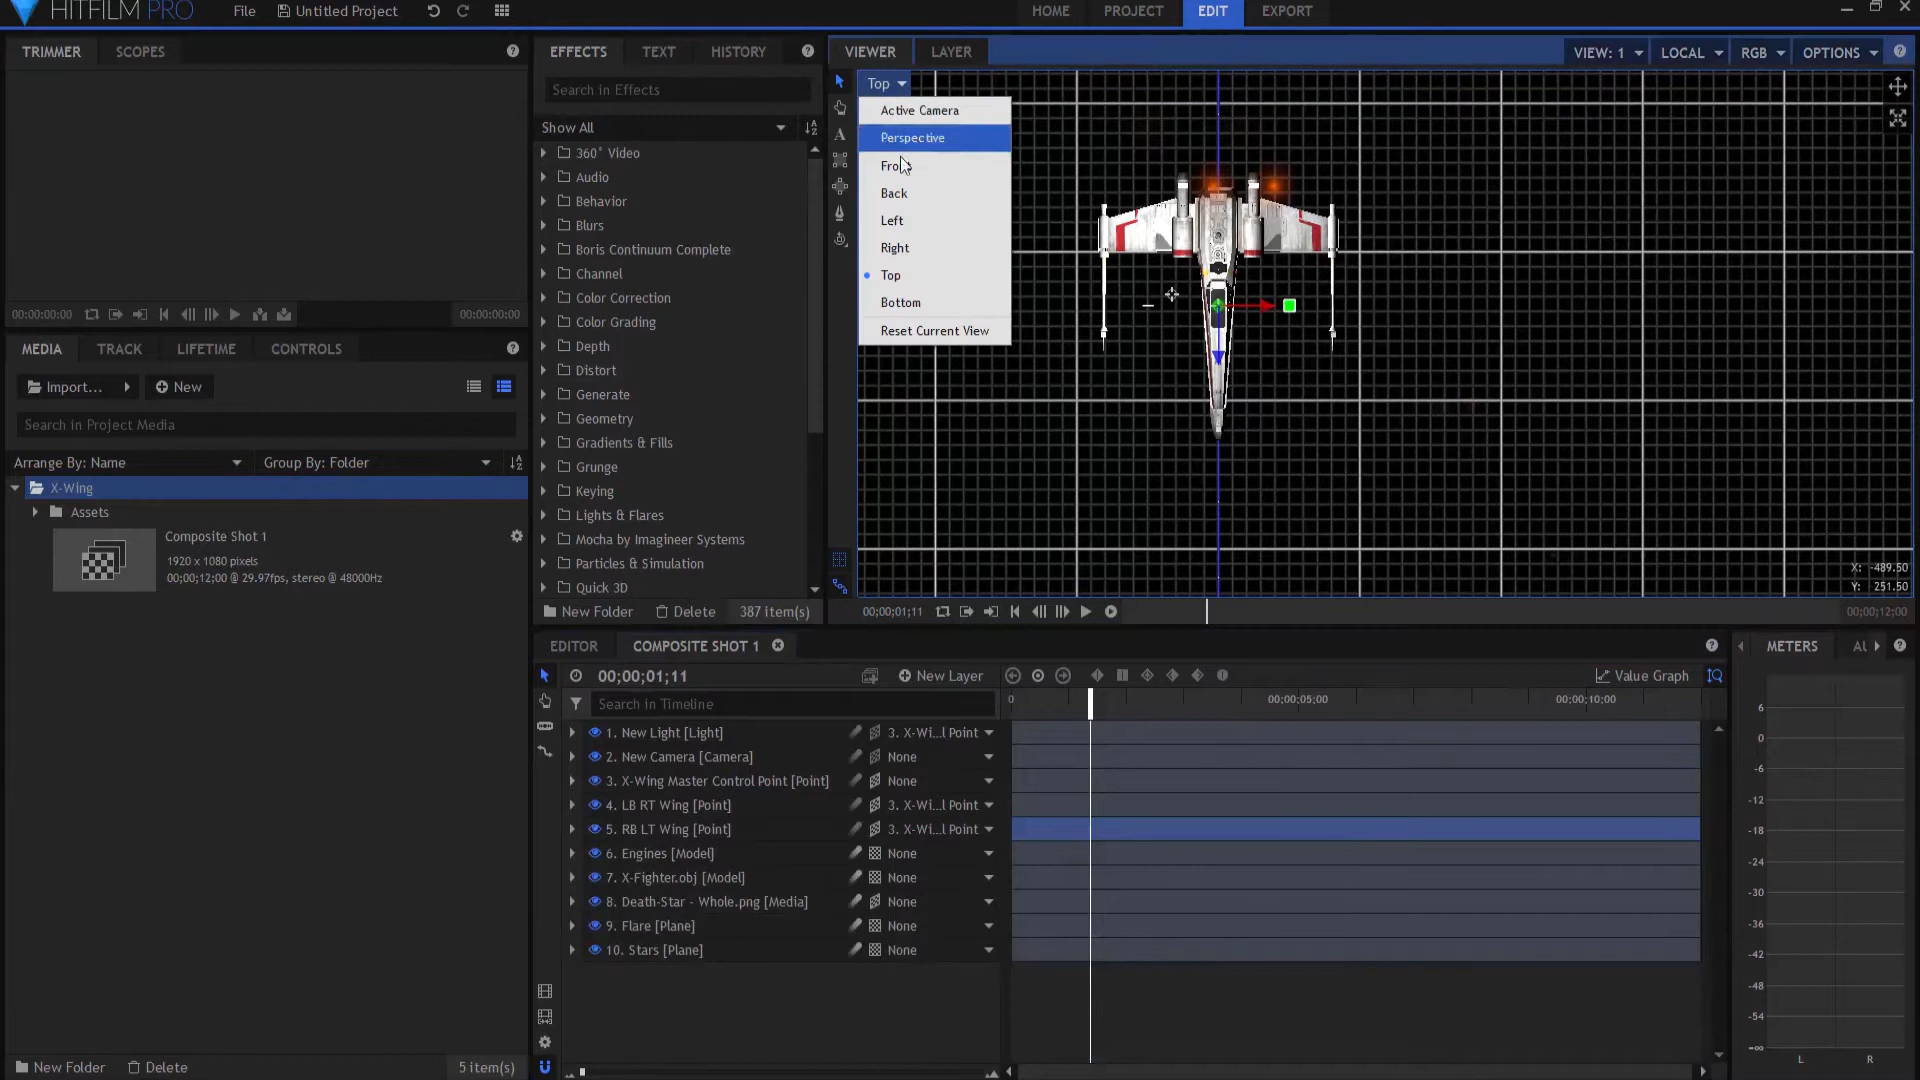 HITFILM PRO
File
Untitled Project
HOME
PROJECT
EDIT
EXPORT
TRIMMER
SCOPES
00:00:00:00
00:00:00:00
MEDIA
TRACK
LIFETIME
CONTROLS
Import...
New
Search in Project Media
Arrange By: Name
Group By: Folder
X-Wing
Assets
Composite Shot 1
1920 x 1080 pixels
00;00;12;00 @ 29.97fps, stereo @ 48000Hz
New Folder
Delete
5 item(s)
EFFECTS
TEXT
HISTORY
Search in Effects
Show All
360° Video
Audio
Behavior
Blurs
Boris Continuum Complete
Channel
Color Correction
Color Grading
Depth
Distort
Generate
Geometry
Gradients & Fills
Grunge
Keying
Lights & Flares
Mocha by Imagineer Systems
Particles & Simulation
Quick 3D
New Folder
Delete
387 item(s)
VIEWER
LAYER
VIEW: 1
LOCAL
RGB
OPTIONS
Top
Active Camera
Perspective
Front
Back
Left
Right
Top
Bottom
Reset Current View
X: -489.50
Y: 251.50
00;00;01;11
00;00;12;00
EDITOR
COMPOSITE SHOT 1
00;00;01;11
New Layer
Value Graph
Search in Timeline
0
00;00;05;00
00;00;10;00
1. New Light [Light]
3. X-Wi...l Point
2. New Camera [Camera]
None
3. X-Wing Master Control Point [Point]
None
4. LB RT Wing [Point]
3. X-Wi...l Point
5. RB LT Wing [Point]
3. X-Wi...l Point
6. Engines [Model]
None
7. X-Fighter.obj [Model]
None
8. Death-Star - Whole.png [Media]
None
9. Flare [Plane]
None
10. Stars [Plane]
None
METERS
6
0
-6
-12
-18
-24
-30
-36
-42
-48
-54
-∞
L
R